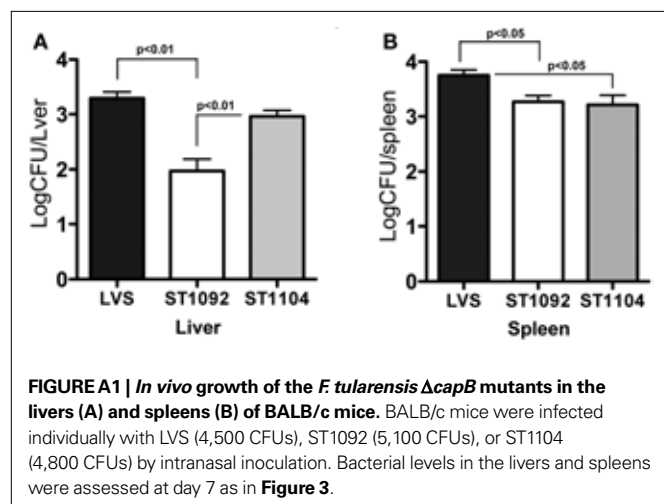 A
B
p<0.01
p<0.01
LogCFU/Lver
4
3
2
1
0
LVS ST1092 ST1104
Liver
p<0.05
p<0.05
LogCFU/spleen
4
3
2
1
0
LVS ST1092 ST1104
Spleen
FIGURE A1 | In vivo growth of the F. tularensis ΔcapB mutants in the
livers (A) and spleens (B) of BALB/c mice. BALB/c mice were infected
individually with LVS (4,500 CFUs), ST1092 (5,100 CFUs), or ST1104
(4,800 CFUs) by intranasal inoculation. Bacterial levels in the livers and spleens
were assessed at day 7 as in Figure 3.